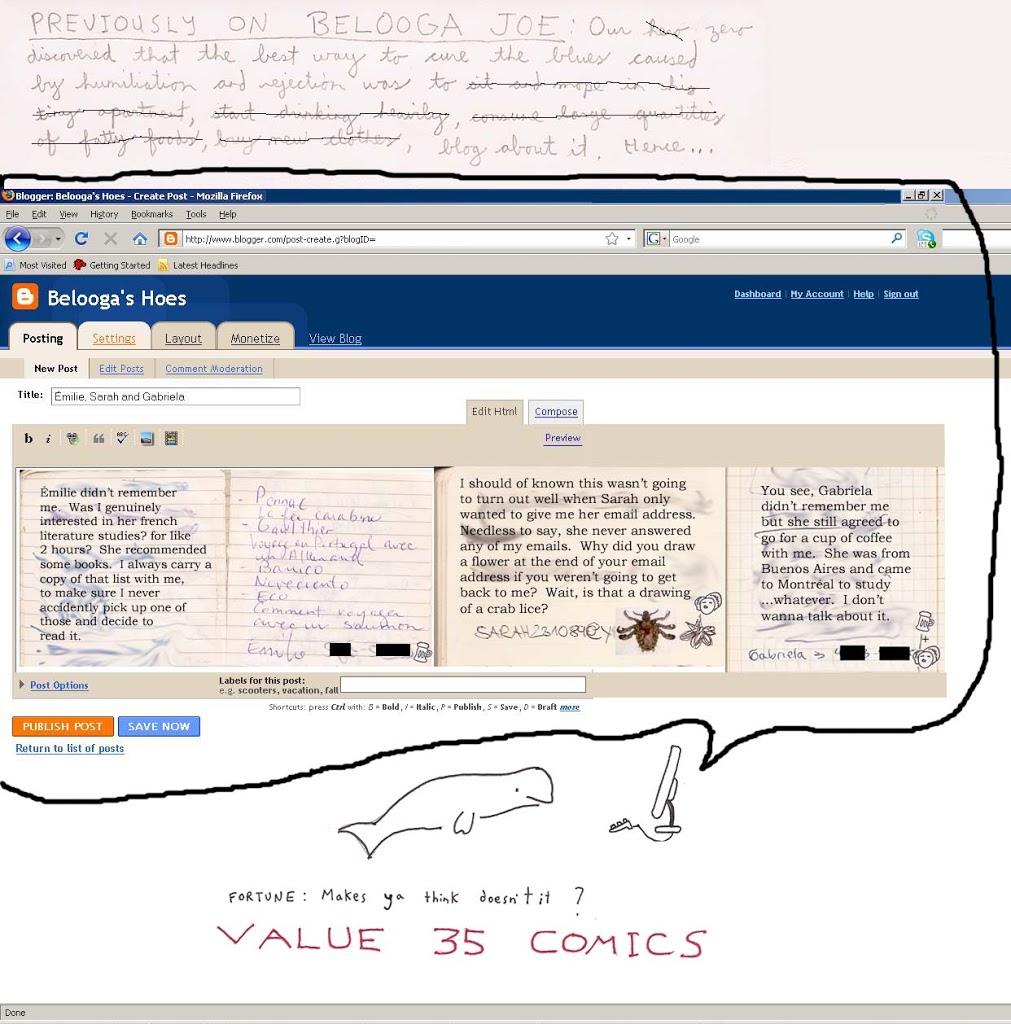 PREVIOUSLY ON BELOOGA JOE: Our hero zero
discovered that the best way to cure the blues caused
by humiliation and rejection was to sit and mope in his
tiny apartment, start drinking heavily, consume large quantities
of fatty foods, buy new clothes, blog about it. Hence...
Blogger: Belooga's Hoes - Create Post - Mozilla Firefox
File Edit View History Bookmarks Tools Help
http://www.blogger.com/post-create.g?blogID=
Google
Most Visited Getting Started Latest Headlines
Belooga's Hoes
Dashboard | My Account | Help | Sign out
Posting Settings Layout Monetize View Blog
New Post Edit Posts Comment Moderation
Title: Émilie, Sarah and Gabriela
Edit Html Compose
Preview
b i ABC
Émilie didn't remember
me. Was I genuinely
interested in her french
literature studies? for like
2 hours? She recommended
some books. I always carry a
copy of that list with me,
to make sure I never
accidently pick up one of
those and decide to
read it.
- Pennac
La fée carabine
- Gaulthier
Voyage au Portugal avec
un Allemand
- Barrico
Novecento
- Eco
Comment voyager
avec un saumon
Émilie
I should of known this wasn't going
to turn out well when Sarah only
wanted to give me her email address.
Needless to say, she never answered
any of my emails. Why did you draw
a flower at the end of your email
address if you weren't going to get
back to me? Wait, is that a drawing
of a crab lice?
SARAH231089@Y
You see, Gabriela
didn't remember me
but she still agreed to
go for a cup of coffee
with me. She was from
Buenos Aires and came
to Montréal to study
...whatever. I don't
wanna talk about it.
+
Gabriela →
Post Options
Labels for this post:
e.g. scooters, vacation, fall
Shortcuts: press Ctrl with: B = Bold, I = Italic, P = Publish, S = Save, D = Draft more
PUBLISH POST SAVE NOW
Return to list of posts
FORTUNE: Makes ya think doesn't it ?
VALUE 35 COMICS
Done